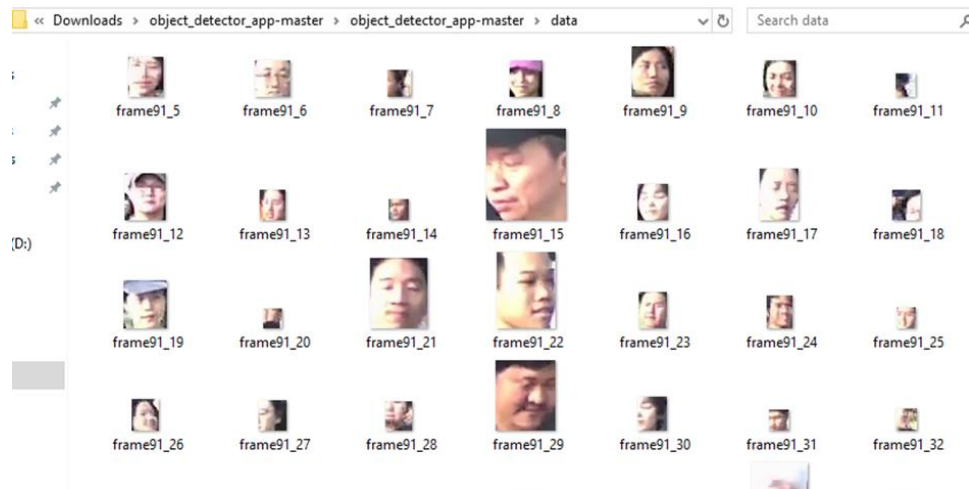 « Downloads > object_detector_app-master > object_detector_app-master > data
Search data
frame91_5 frame91_6 frame91_7 frame91_8 frame91_9 frame91_10 frame91_11
frame91_12 frame91_13 frame91_14 frame91_15 frame91_16 frame91_17 frame91_18
(D:)
frame91_19 frame91_20 frame91_21 frame91_22 frame91_23 frame91_24 frame91_25
frame91_26 frame91_27 frame91_28 frame91_29 frame91_30 frame91_31 frame91_32